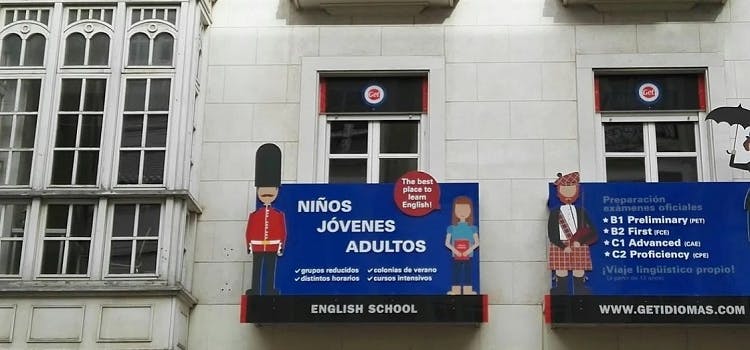 Get
Get
The best
place to
learn
English!
NIÑOS
JÓVENES
ADULTOS
✓grupos reducidos ✓colonias de verano
✓distintos horarios ✓cursos intensivos
ENGLISH SCHOOL
Preparación
exámenes oficiales
★ B1 Preliminary (PET)
★ B2 First (FCE)
★ C1 Advanced (CAE)
★ C2 Proficiency (CPE)
¡Viaje lingüístico propio!
WWW.GETIDIOMAS.COM